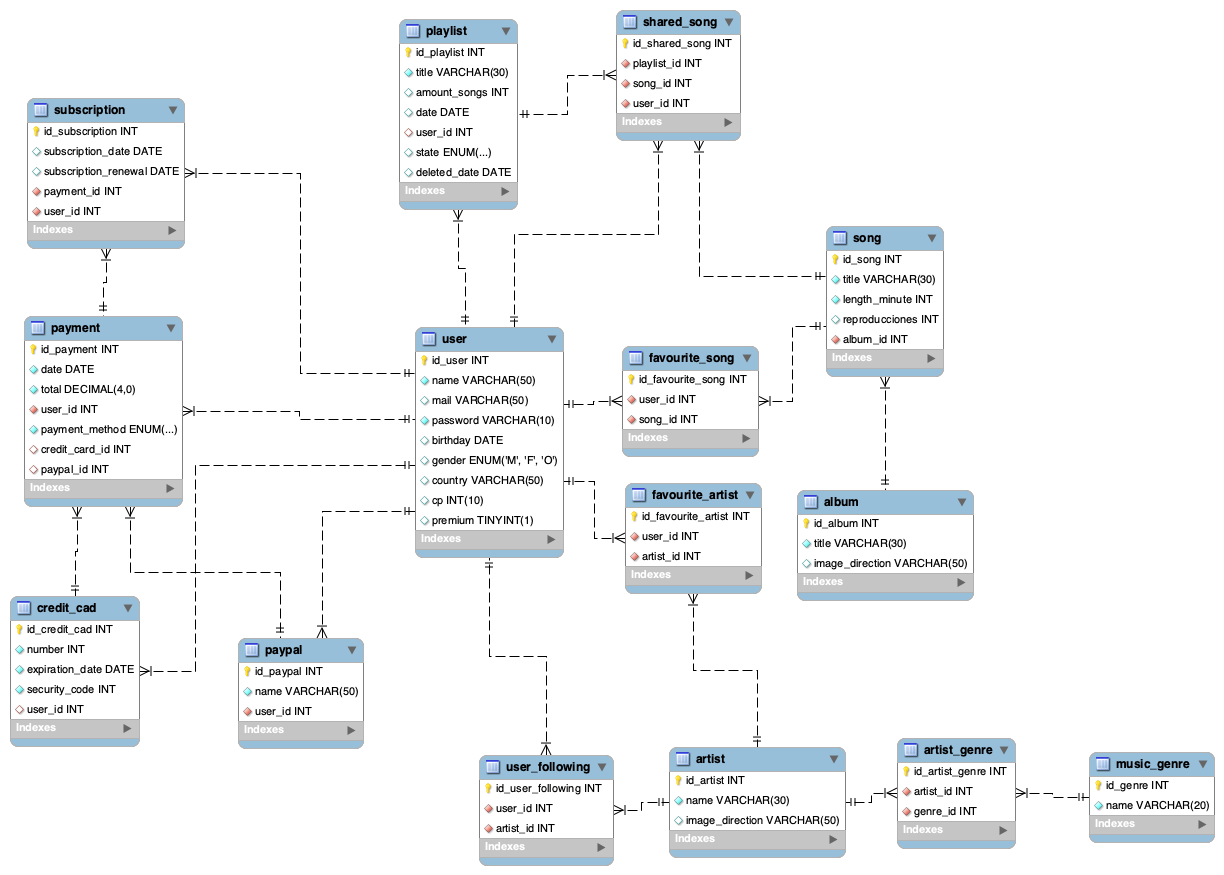 playlist
id_playlist INT
title VARCHAR(30)
amount_songs INT
date DATE
user_id INT
state ENUM(...)
deleted_date DATE
Indexes
shared_song
id_shared_song INT
playlist_id INT
song_id INT
user_id INT
Indexes
subscription
id_subscription INT
subscription_date DATE
subscription_renewal DATE
payment_id INT
user_id INT
Indexes
song
id_song INT
title VARCHAR(30)
length_minute INT
reproducciones INT
album_id INT
Indexes
payment
id_payment INT
date DATE
total DECIMAL(4,0)
user_id INT
payment_method ENUM(...)
credit_card_id INT
paypal_id INT
Indexes
user
id_user INT
name VARCHAR(50)
mail VARCHAR(50)
password VARCHAR(10)
birthday DATE
gender ENUM('M', 'F', 'O')
country VARCHAR(50)
cp INT(10)
premium TINYINT(1)
Indexes
favourite_song
id_favourite_song INT
user_id INT
song_id INT
Indexes
favourite_artist
id_favourite_artist INT
user_id INT
artist_id INT
Indexes
album
id_album INT
title VARCHAR(30)
image_direction VARCHAR(50)
Indexes
credit_cad
id_credit_cad INT
number INT
expiration_date DATE
security_code INT
user_id INT
Indexes
paypal
id_paypal INT
name VARCHAR(50)
user_id INT
Indexes
user_following
id_user_following INT
user_id INT
artist_id INT
Indexes
artist
id_artist INT
name VARCHAR(30)
image_direction VARCHAR(50)
Indexes
artist_genre
id_artist_genre INT
artist_id INT
genre_id INT
Indexes
music_genre
id_genre INT
name VARCHAR(20)
Indexes